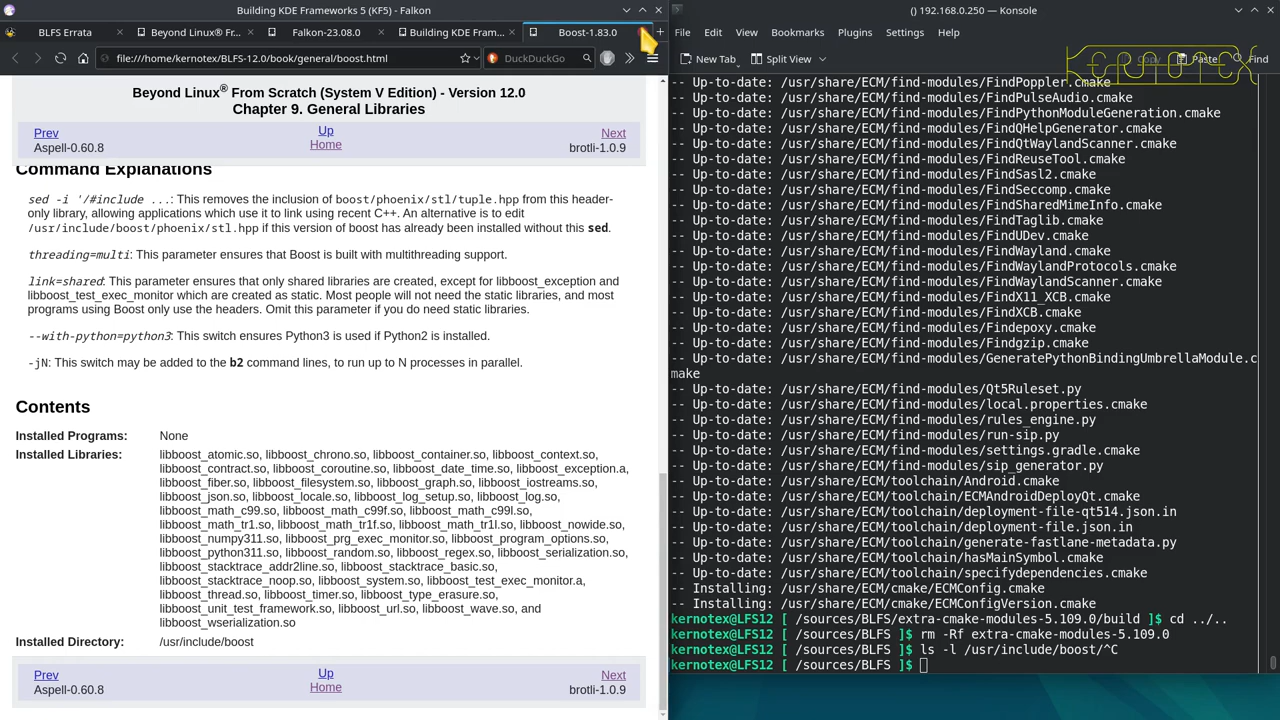 Building KDE Frameworks 5 (KF5) - Falkon
BLFS Errata
Beyond Linux® Fr...
Falkon-23.08.0
Building KDE Fram...
Boost-1.83.0
file:///home/kernotex/BLFS-12.0/book/general/boost.html
DuckDuckGo
Beyond Linux® From Scratch (System V Edition) - Version 12.0
Chapter 9. General Libraries
Prev
Up
Next
Aspell-0.60.8
Home
brotli-1.0.9
Command Explanations
sed -i '/#include ...: This removes the inclusion of boost/phoenix/stl/tuple.hpp from this header-
only library, allowing applications which use it to link using recent C++. An alternative is to edit
/usr/include/boost/phoenix/stl.hpp if this version of boost has already been installed without this sed.
threading=multi: This parameter ensures that Boost is built with multithreading support.
link=shared: This parameter ensures that only shared libraries are created, except for libboost_exception and
libboost_test_exec_monitor which are created as static. Most people will not need the static libraries, and most
programs using Boost only use the headers. Omit this parameter if you do need static libraries.
--with-python=python3: This switch ensures Python3 is used if Python2 is installed.
-jN: This switch may be added to the b2 command lines, to run up to N processes in parallel.
Contents
Installed Programs: None
Installed Libraries: libboost_atomic.so, libboost_chrono.so, libboost_container.so, libboost_context.so,
libboost_contract.so, libboost_coroutine.so, libboost_date_time.so, libboost_exception.a,
libboost_fiber.so, libboost_filesystem.so, libboost_graph.so, libboost_iostreams.so,
libboost_json.so, libboost_locale.so, libboost_log_setup.so, libboost_log.so,
libboost_math_c99.so, libboost_math_c99f.so, libboost_math_c99l.so,
libboost_math_tr1.so, libboost_math_tr1f.so, libboost_math_tr1l.so, libboost_nowide.so,
libboost_numpy311.so, libboost_prg_exec_monitor.so, libboost_program_options.so,
libboost_python311.so, libboost_random.so, libboost_regex.so, libboost_serialization.so,
libboost_stacktrace_addr2line.so, libboost_stacktrace_basic.so,
libboost_stacktrace_noop.so, libboost_system.so, libboost_test_exec_monitor.a,
libboost_thread.so, libboost_timer.so, libboost_type_erasure.so,
libboost_unit_test_framework.so, libboost_url.so, libboost_wave.so, and
libboost_wserialization.so
Installed Directory: /usr/include/boost
Prev
Up
Next
Aspell-0.60.8
Home
brotli-1.0.9
() 192.168.0.250 — Konsole
File Edit View Bookmarks Plugins Settings Help
New Tab Split View Copy Paste Find
KERNOTEX
-- Up-to-date: /usr/share/ECM/find-modules/FindPoppler.cmake
-- Up-to-date: /usr/share/ECM/find-modules/FindPulseAudio.cmake
-- Up-to-date: /usr/share/ECM/find-modules/FindPythonModuleGeneration.cmake
-- Up-to-date: /usr/share/ECM/find-modules/FindQHelpGenerator.cmake
-- Up-to-date: /usr/share/ECM/find-modules/FindQtWaylandScanner.cmake
-- Up-to-date: /usr/share/ECM/find-modules/FindReuseTool.cmake
-- Up-to-date: /usr/share/ECM/find-modules/FindSasl2.cmake
-- Up-to-date: /usr/share/ECM/find-modules/FindSeccomp.cmake
-- Up-to-date: /usr/share/ECM/find-modules/FindSharedMimeInfo.cmake
-- Up-to-date: /usr/share/ECM/find-modules/FindTaglib.cmake
-- Up-to-date: /usr/share/ECM/find-modules/FindUDev.cmake
-- Up-to-date: /usr/share/ECM/find-modules/FindWayland.cmake
-- Up-to-date: /usr/share/ECM/find-modules/FindWaylandProtocols.cmake
-- Up-to-date: /usr/share/ECM/find-modules/FindWaylandScanner.cmake
-- Up-to-date: /usr/share/ECM/find-modules/FindX11_XCB.cmake
-- Up-to-date: /usr/share/ECM/find-modules/FindXCB.cmake
-- Up-to-date: /usr/share/ECM/find-modules/Findepoxy.cmake
-- Up-to-date: /usr/share/ECM/find-modules/Findgzip.cmake
-- Up-to-date: /usr/share/ECM/find-modules/GeneratePythonBindingUmbrellaModule.c
make
-- Up-to-date: /usr/share/ECM/find-modules/Qt5Ruleset.py
-- Up-to-date: /usr/share/ECM/find-modules/local.properties.cmake
-- Up-to-date: /usr/share/ECM/find-modules/rules_engine.py
-- Up-to-date: /usr/share/ECM/find-modules/run-sip.py
-- Up-to-date: /usr/share/ECM/find-modules/settings.gradle.cmake
-- Up-to-date: /usr/share/ECM/find-modules/sip_generator.py
-- Up-to-date: /usr/share/ECM/toolchain/Android.cmake
-- Up-to-date: /usr/share/ECM/toolchain/ECMAndroidDeployQt.cmake
-- Up-to-date: /usr/share/ECM/toolchain/deployment-file-qt514.json.in
-- Up-to-date: /usr/share/ECM/toolchain/deployment-file.json.in
-- Up-to-date: /usr/share/ECM/toolchain/generate-fastlane-metadata.py
-- Up-to-date: /usr/share/ECM/toolchain/hasMainSymbol.cmake
-- Up-to-date: /usr/share/ECM/toolchain/specifydependencies.cmake
-- Installing: /usr/share/ECM/cmake/ECMConfig.cmake
-- Installing: /usr/share/ECM/cmake/ECMConfigVersion.cmake
kernotex@LFS12 [ /sources/BLFS/extra-cmake-modules-5.109.0/build ]$ cd ../..
kernotex@LFS12 [ /sources/BLFS ]$ rm -Rf extra-cmake-modules-5.109.0
kernotex@LFS12 [ /sources/BLFS ]$ ls -l /usr/include/boost/^C
kernotex@LFS12 [ /sources/BLFS ]$